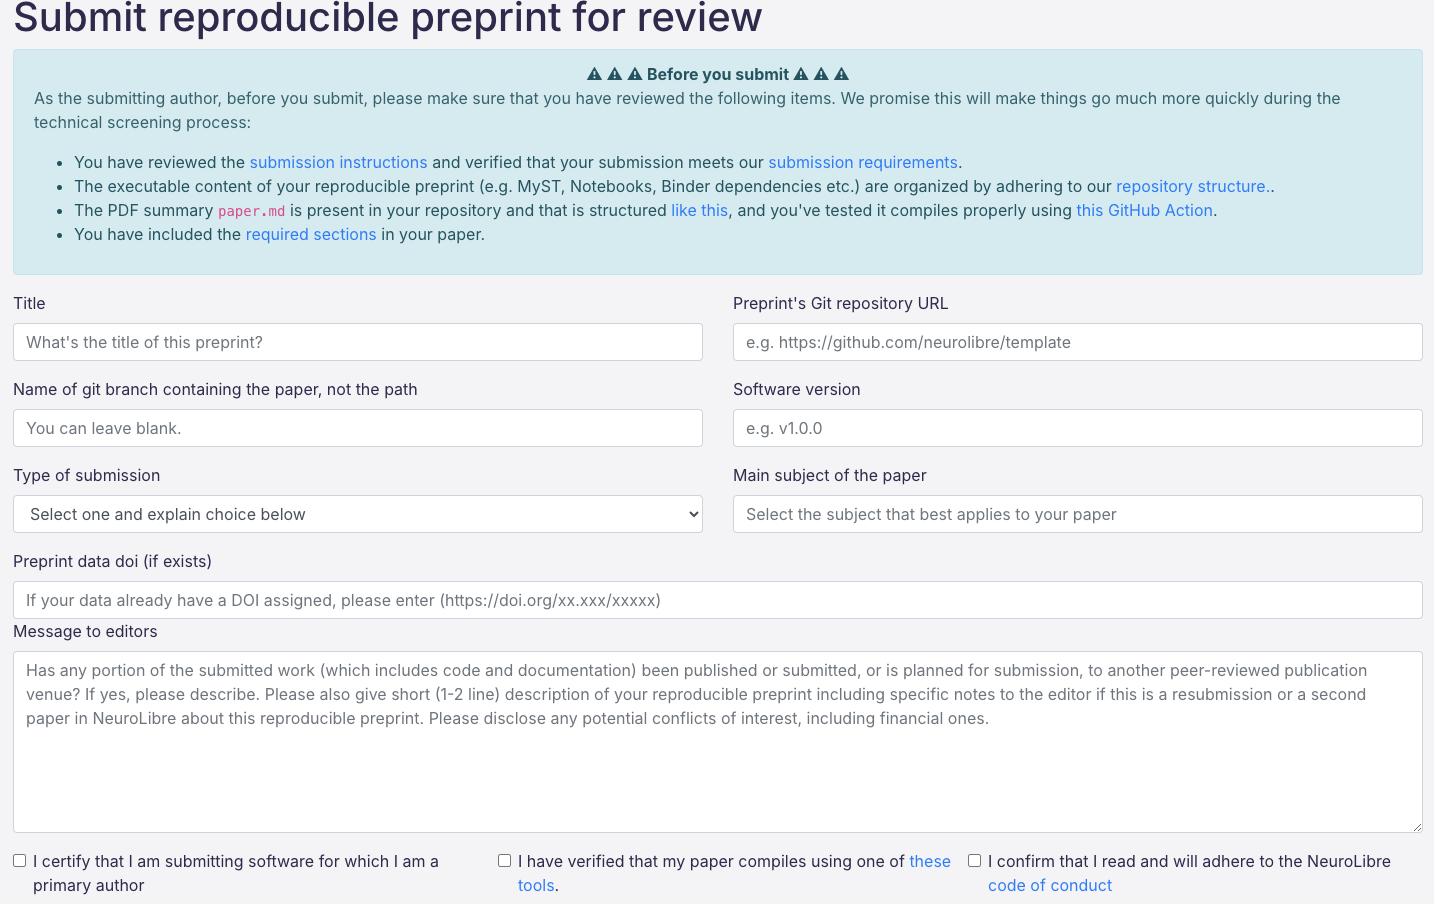 Submit reproducible preprint for review
⚠ ⚠ ⚠ Before you submit ⚠ ⚠ ⚠
As the submitting author, before you submit, please make sure that you have reviewed the following items. We promise this will make things go much more quickly during the
technical screening process:
• You have reviewed the submission instructions and verified that your submission meets our submission requirements.
• The executable content of your reproducible preprint (e.g. MyST, Notebooks, Binder dependencies etc.) are organized by adhering to our repository structure..
• The PDF summary paper.md is present in your repository and that is structured like this, and you've tested it compiles properly using this GitHub Action.
• You have included the required sections in your paper.
Title
What's the title of this preprint?
Preprint's Git repository URL
e.g. https://github.com/neurolibre/template
Name of git branch containing the paper, not the path
You can leave blank.
Software version
e.g. v1.0.0
Type of submission
Select one and explain choice below
Main subject of the paper
Select the subject that best applies to your paper
Preprint data doi (if exists)
If your data already have a DOI assigned, please enter (https://doi.org/xx.xxx/xxxxx)
Message to editors
Has any portion of the submitted work (which includes code and documentation) been published or submitted, or is planned for submission, to another peer-reviewed publication
venue? If yes, please describe. Please also give short (1-2 line) description of your reproducible preprint including specific notes to the editor if this is a resubmission or a second
paper in NeuroLibre about this reproducible preprint. Please disclose any potential conflicts of interest, including financial ones.
I certify that I am submitting software for which I am a
primary author
I have verified that my paper compiles using one of these
tools.
I confirm that I read and will adhere to the NeuroLibre
code of conduct